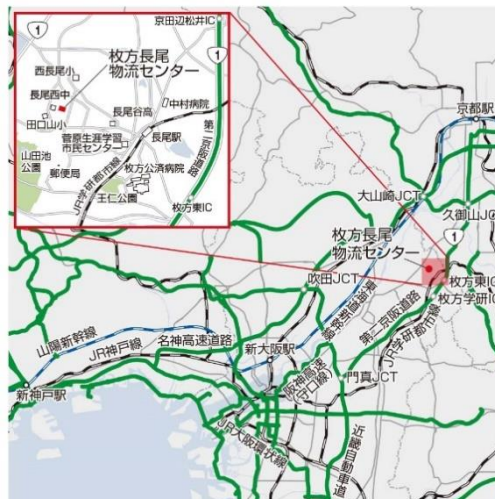 京田辺松井IC
1
1
枚方長尾
物流センター
西長尾小
長尾西中
田口山小
中村病院
長尾谷高
菅原生涯学習
市民センター
長尾駅
山田池
公園
郵便局
枚方公済病院
王仁公園
JR学研都市線
第二京阪道路
枚方東IC
京都駅
大山崎JCT
久御山JCT
1
枚方長尾
物流センター
枚方東IC
枚方学研IC
吹田JCT
東海道新幹線
第二京阪道路
JR学研都市線
山陽新幹線
JR神戸線
名神高速道路
新大阪駅
阪神高速
(守口線)
門真JCT
新神戸駅
JR大阪環状線
近畿自動車道